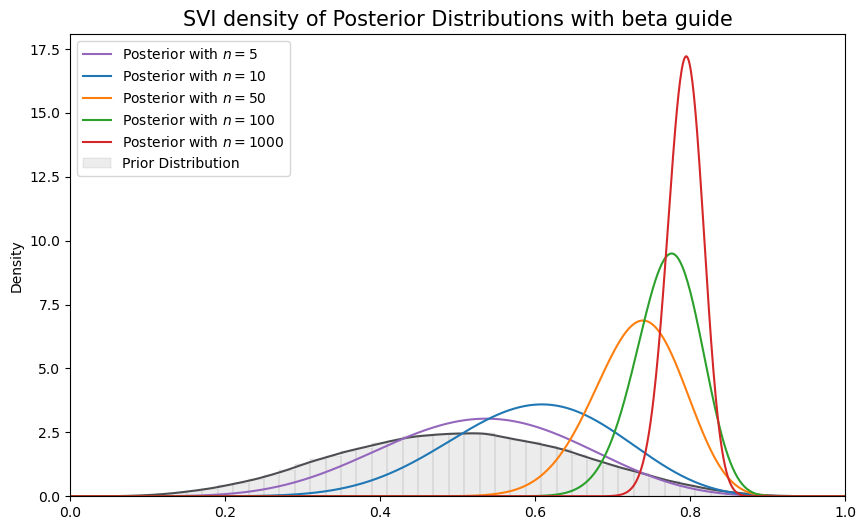 SVI density of Posterior Distributions with beta guide
Posterior with n = 5
Posterior with n = 10
Posterior with n = 50
Posterior with n = 100
Posterior with n = 1000
Prior Distribution
Density
17.5
15.0
12.5
10.0
7.5
5.0
2.5
0.0
0.0 0.2 0.4 0.6 0.8 1.0